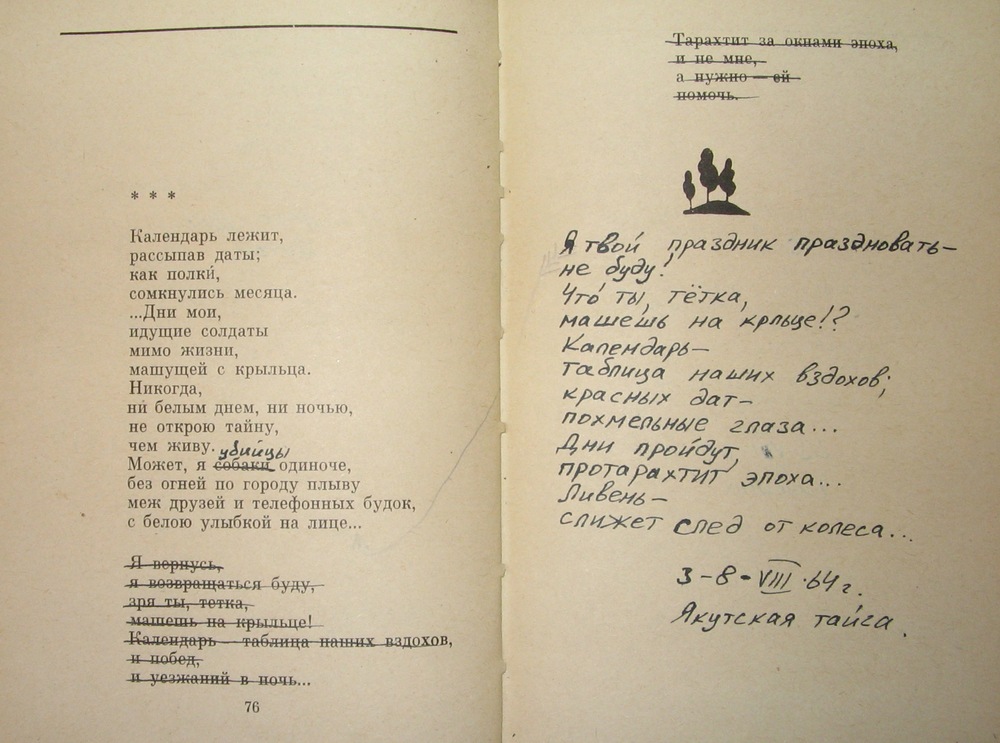 * * *
Календарь лежит,
рассыпав даты;
как полкѝ,
сомкнулись месяца.
...Дни мои,
идущие солдаты
мимо жизни,
машущей с крыльца.
Никогда,
ни белым днем, ни ночью,
не открою тайну,
чем живу.
убийцы
Может, я собаки одиноче,
без огней по городу плыву
меж друзей и телефонных будок,
с белою улыбкой на лице...
Я вернусь,
я возвращаться буду,
зря ты, тетка,
машешь на крыльце!
Календарь — таблица наших вздохов,
и побед,
и уезжаний в ночь...
76
Тарахтит за окнами эпоха,
и не мне,
а нужно — ей
помочь.
Я твой праздник праздновать—
не буду!
Что ты, тётка,
машешь на крльце!?
Календарь—
таблица наших вздохов;
красных дат—
похмельные глаза...
Дни пройдут,
протарахтит эпоха...
Ливень—
слижет след от колеса...
3-8-VIII·64 г.
Якутская тайга.